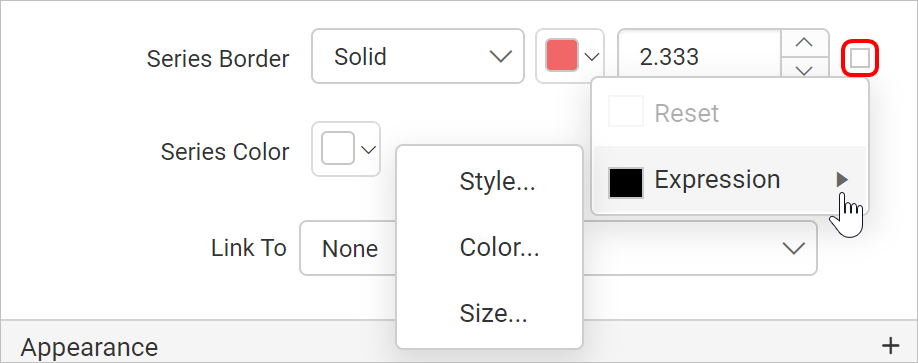 Series Border Solid 2.333
Reset
Series Color
Style... Expression
Link To None Color...
Size...
Appearance +